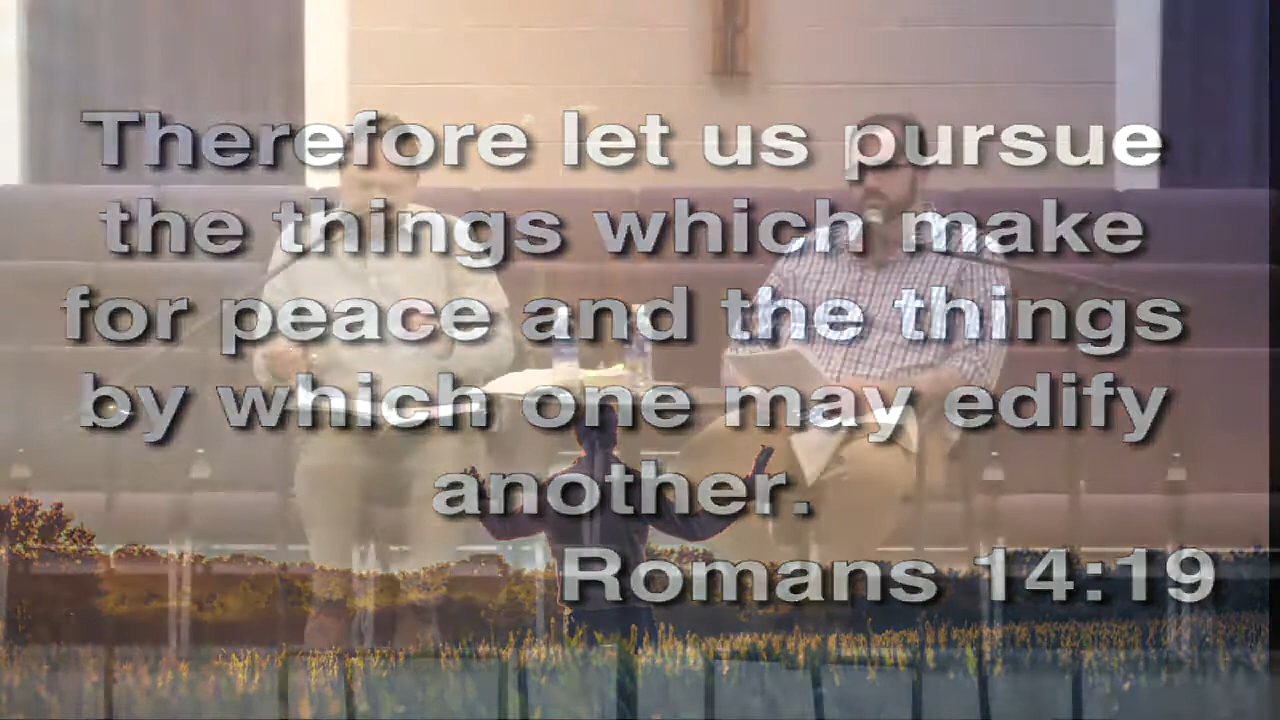 Therefore let us pursue
the things which make
for peace and the things
by which one may edify
another.
Romans 14:19